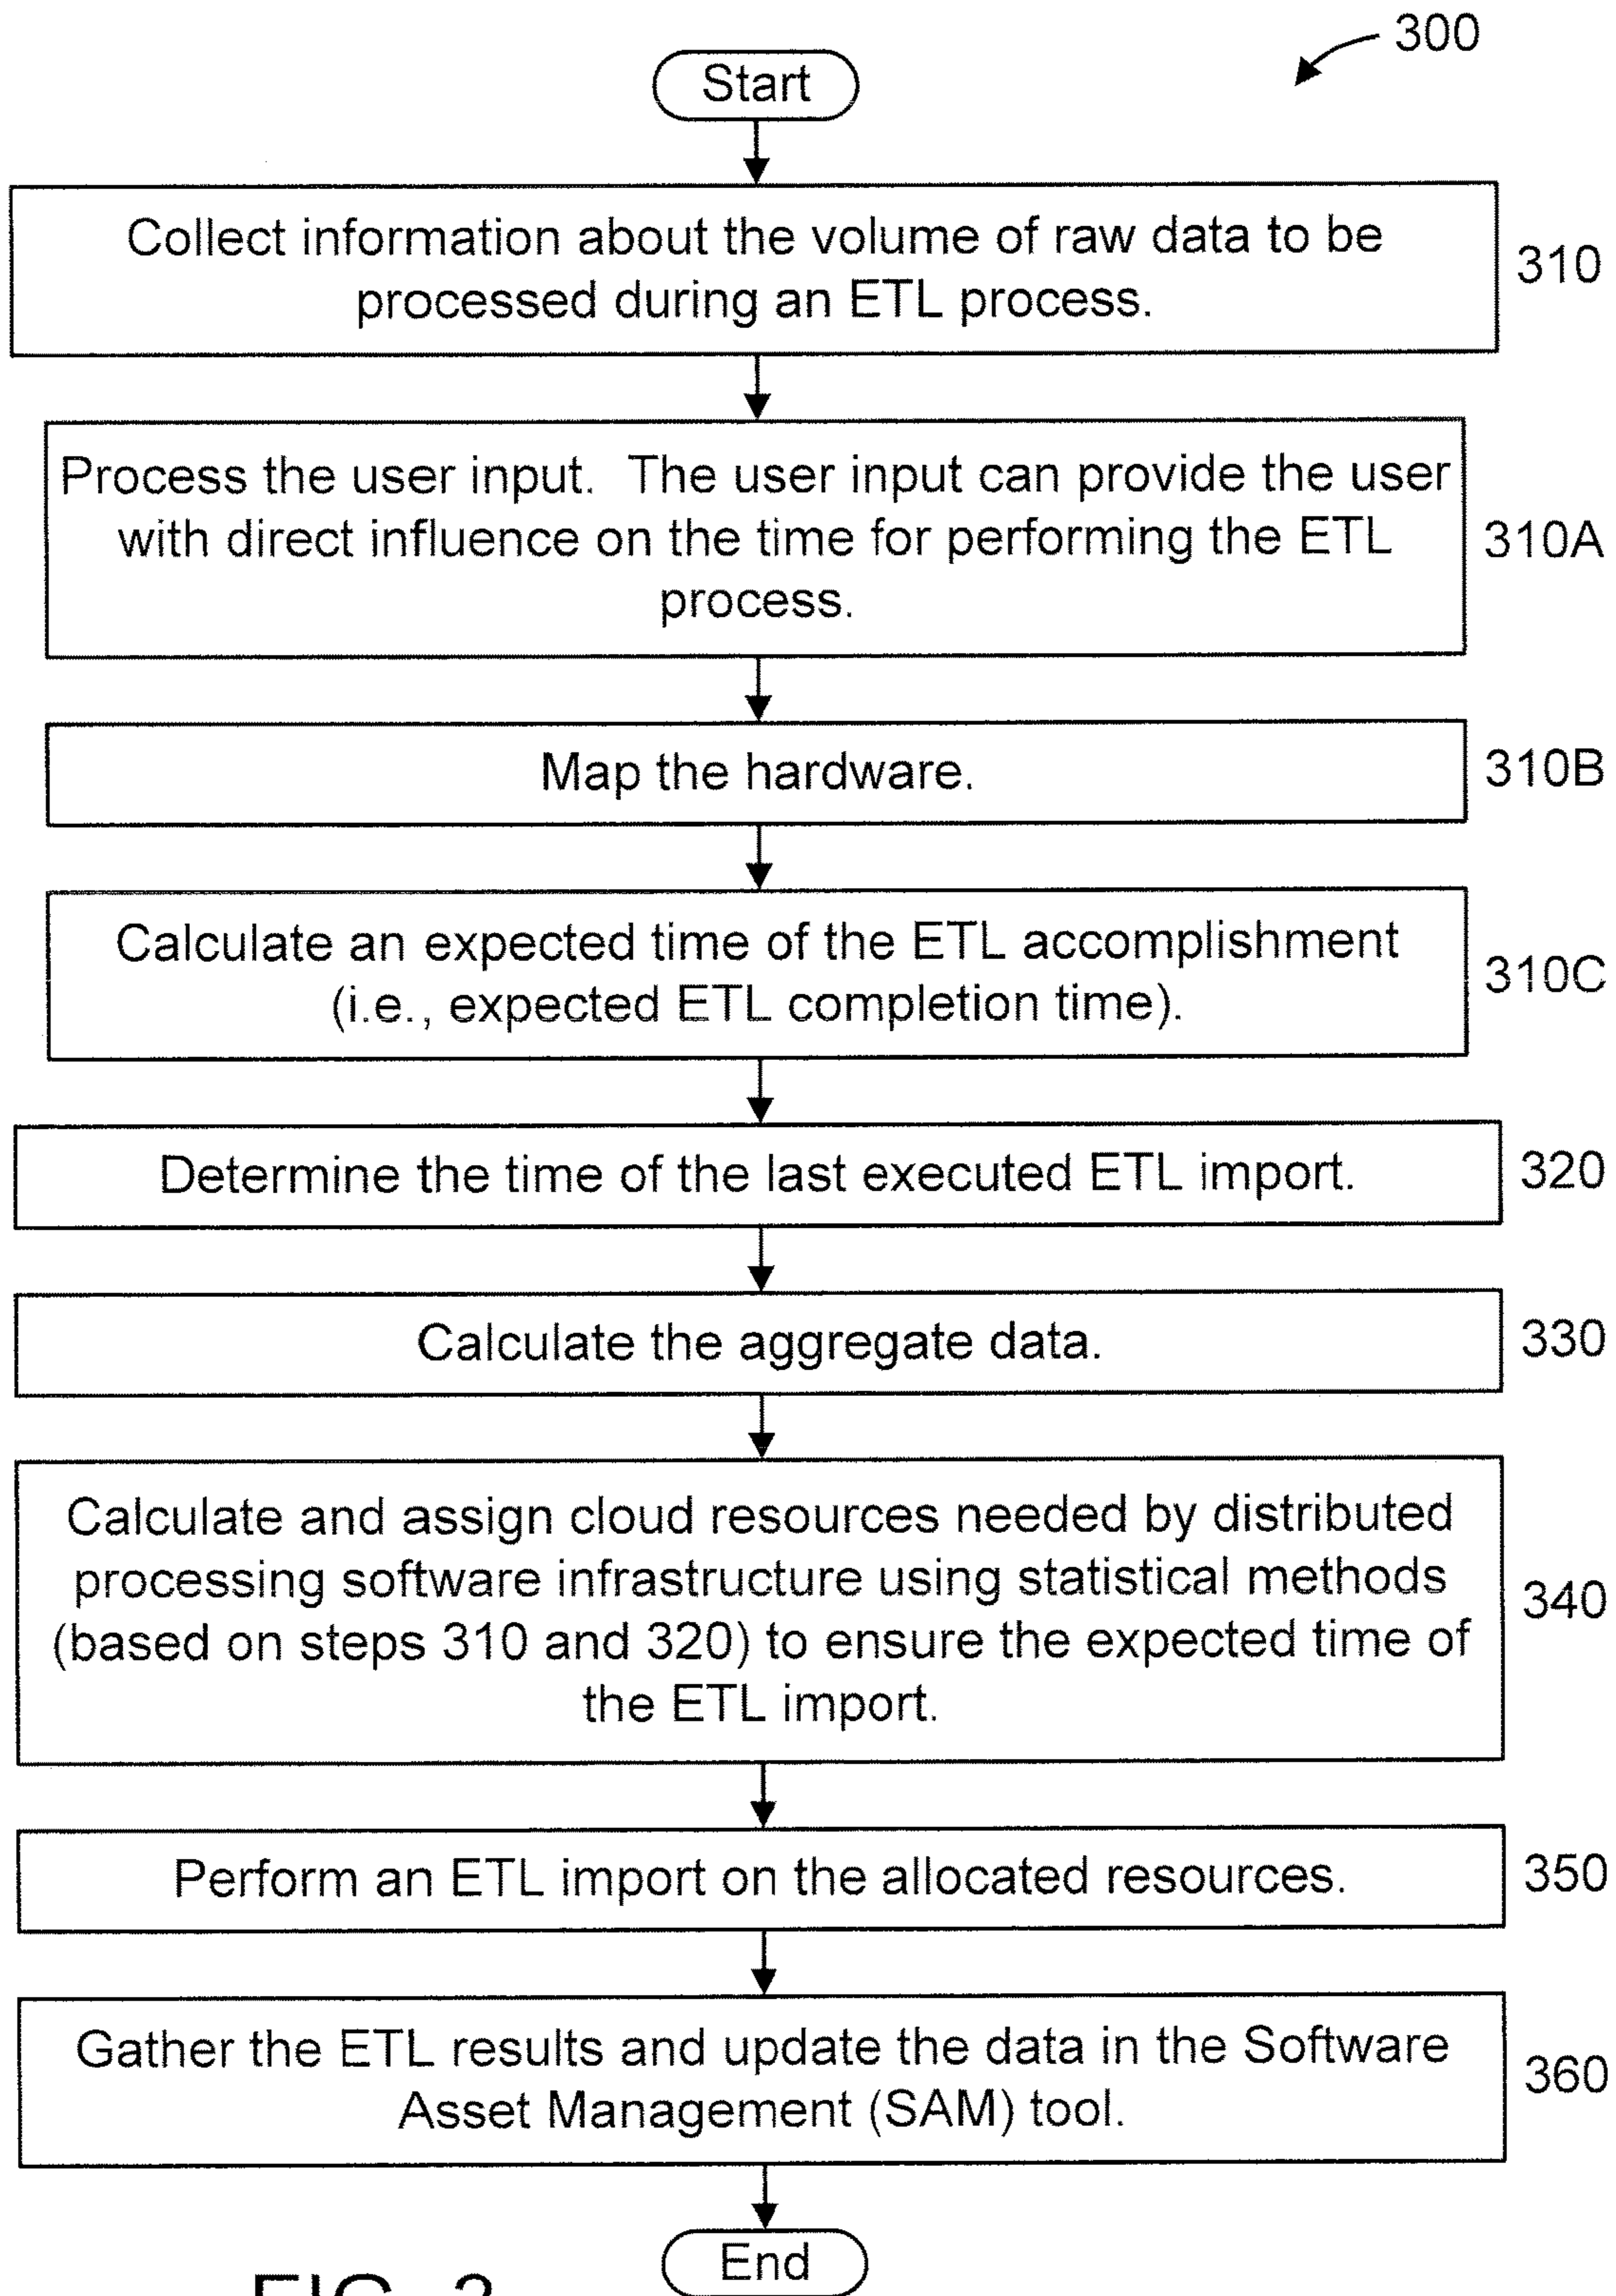 300
Start
Collect information about the volume of raw data to be
processed during an ETL process.
310
Process the user input. The user input can provide the user
with direct influence on the time for performing the ETL
process.
310A
Map the hardware.
310B
Calculate an expected time of the ETL accomplishment
(i.e., expected ETL completion time).
310C
Determine the time of the last executed ETL import.
320
Calculate the aggregate data.
330
Calculate and assign cloud resources needed by distributed
processing software infrastructure using statistical methods
(based on steps 310 and 320) to ensure the expected time of
the ETL import.
340
Perform an ETL import on the allocated resources.
350
Gather the ETL results and update the data in the Software
Asset Management (SAM) tool.
360
End
FIG.